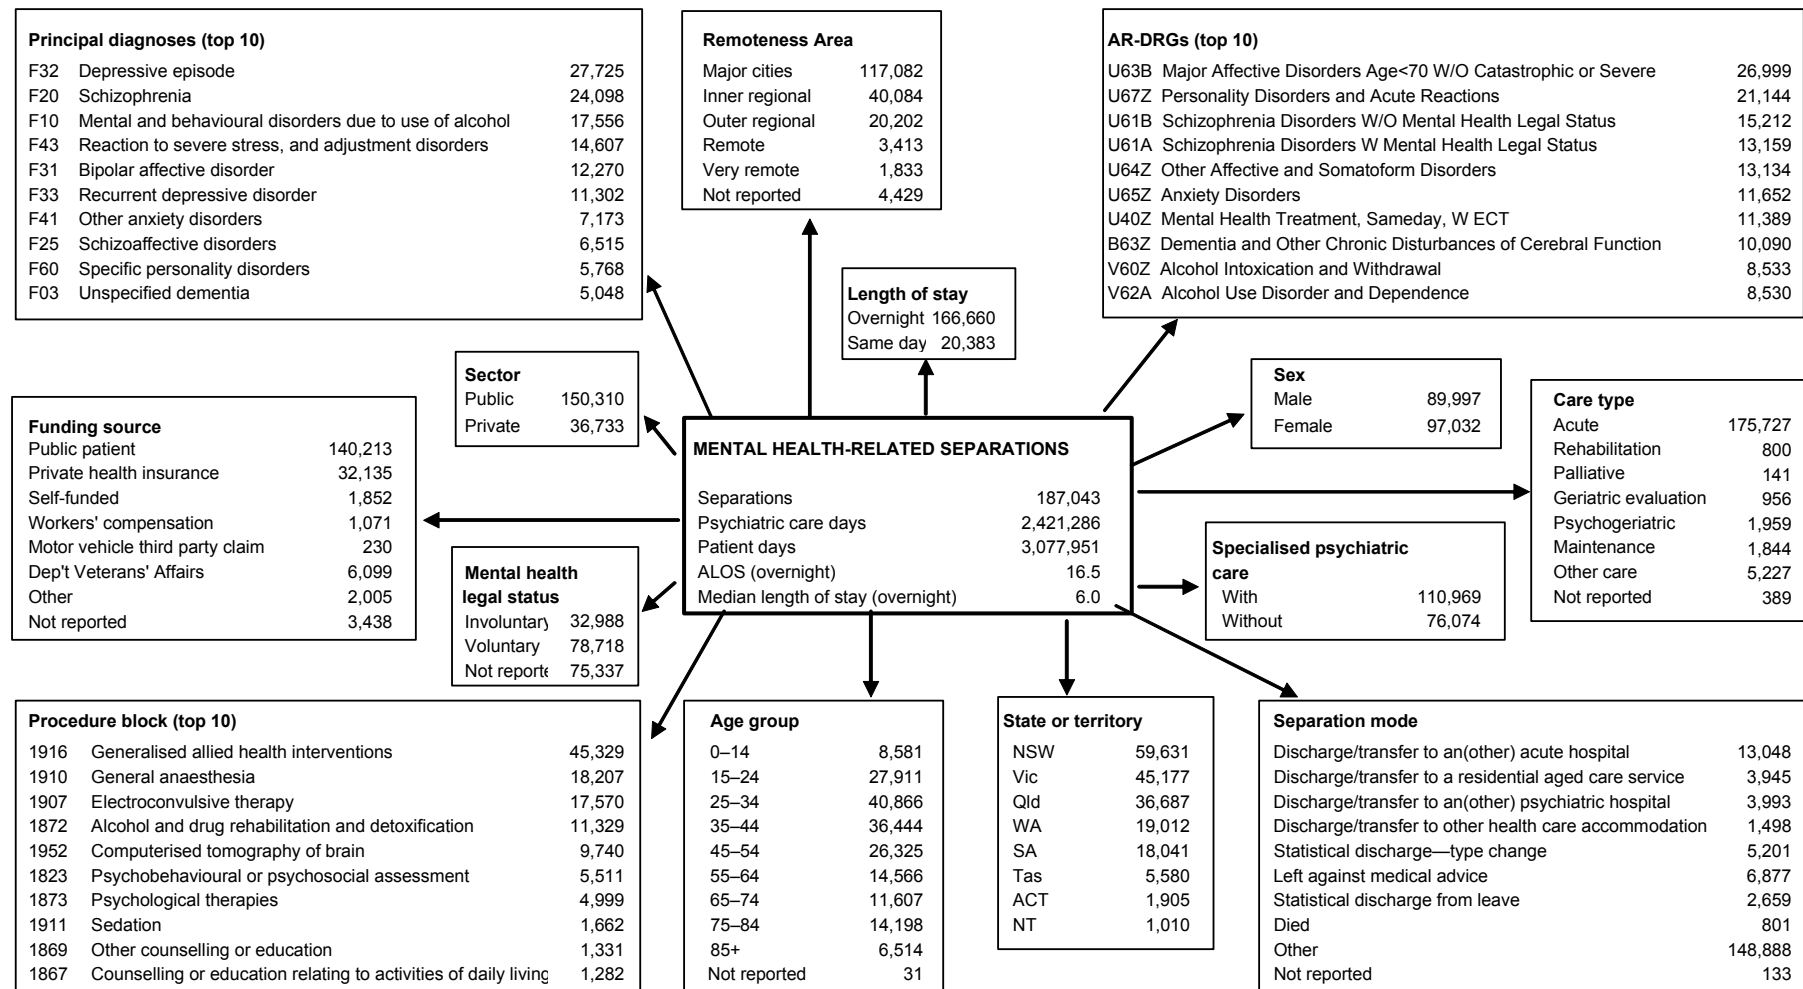 Principal diagnoses (top 10)
F32 Depressive episode 27,725
F20 Schizophrenia 24,098
F10 Mental and behavioural disorders due to use of alcohol 17,556
F43 Reaction to severe stress, and adjustment disorders 14,607
F31 Bipolar affective disorder 12,270
F33 Recurrent depressive disorder 11,302
F41 Other anxiety disorders 7,173
F25 Schizoaffective disorders 6,515
F60 Specific personality disorders 5,768
F03 Unspecified dementia 5,048
Remoteness Area
Major cities 117,082
Inner regional 40,084
Outer regional 20,202
Remote 3,413
Very remote 1,833
Not reported 4,429
AR-DRGs (top 10)
U63B Major Affective Disorders Age<70 W/O Catastrophic or Severe 26,999
U67Z Personality Disorders and Acute Reactions 21,144
U61B Schizophrenia Disorders W/O Mental Health Legal Status 15,212
U61A Schizophrenia Disorders W Mental Health Legal Status 13,159
U64Z Other Affective and Somatoform Disorders 13,134
U65Z Anxiety Disorders 11,652
U40Z Mental Health Treatment, Sameday, W ECT 11,389
B63Z Dementia and Other Chronic Disturbances of Cerebral Function 10,090
V60Z Alcohol Intoxication and Withdrawal 8,533
V62A Alcohol Use Disorder and Dependence 8,530
Length of stay
Overnight 166,660
Same day 20,383
Sector
Public 150,310
Private 36,733
Sex
Male 89,997
Female 97,032
Funding source
Public patient 140,213
Private health insurance 32,135
Self-funded 1,852
Workers' compensation 1,071
Motor vehicle third party claim 230
Dep't Veterans' Affairs 6,099
Other 2,005
Not reported 3,438
MENTAL HEALTH-RELATED SEPARATIONS
Separations 187,043
Psychiatric care days 2,421,286
Patient days 3,077,951
ALOS (overnight) 16.5
Median length of stay (overnight) 6.0
Care type
Acute 175,727
Rehabilitation 800
Palliative 141
Geriatric evaluation 956
Psychogeriatric 1,959
Maintenance 1,844
Other care 5,227
Not reported 389
Mental health
legal status
Involuntary 32,988
Voluntary 78,718
Not reporte 75,337
Specialised psychiatric
care
With 110,969
Without 76,074
Procedure block (top 10)
1916 Generalised allied health interventions 45,329
1910 General anaesthesia 18,207
1907 Electroconvulsive therapy 17,570
1872 Alcohol and drug rehabilitation and detoxification 11,329
1952 Computerised tomography of brain 9,740
1823 Psychobehavioural or psychosocial assessment 5,511
1873 Psychological therapies 4,999
1911 Sedation 1,662
1869 Other counselling or education 1,331
1867 Counselling or education relating to activities of daily living 1,282
Age group
0–14 8,581
15–24 27,911
25–34 40,866
35–44 36,444
45–54 26,325
55–64 14,566
65–74 11,607
75–84 14,198
85+ 6,514
Not reported 31
State or territory
NSW 59,631
Vic 45,177
Qld 36,687
WA 19,012
SA 18,041
Tas 5,580
ACT 1,905
NT 1,010
Separation mode
Discharge/transfer to an(other) acute hospital 13,048
Discharge/transfer to a residential aged care service 3,945
Discharge/transfer to an(other) psychiatric hospital 3,993
Discharge/transfer to other health care accommodation 1,498
Statistical discharge—type change 5,201
Left against medical advice 6,877
Statistical discharge from leave 2,659
Died 801
Other 148,888
Not reported 133